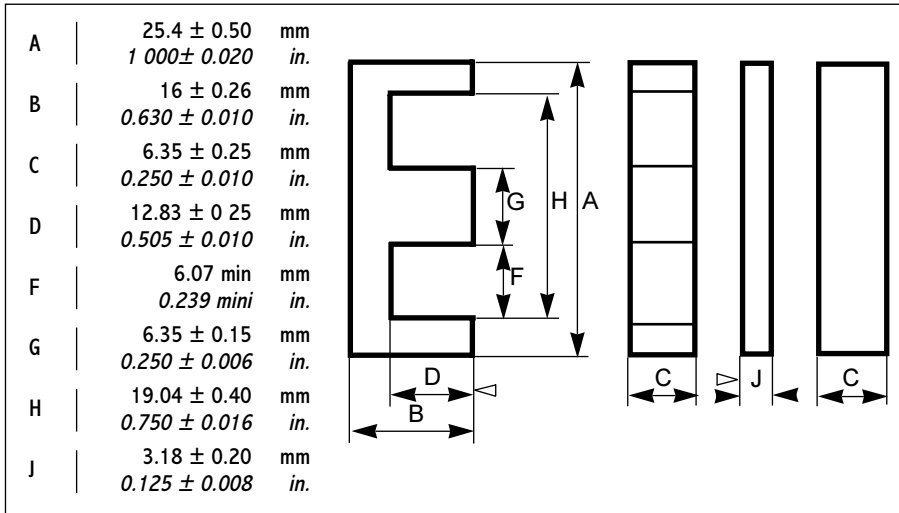 A 25.4 ± 0.50 mm
1 000± 0.020 in.
B 16 ± 0.26 mm
0.630 ± 0.010 in.
C 6.35 ± 0.25 mm
0.250 ± 0.010 in.
D 12.83 ± 0 25 mm
0.505 ± 0.010 in.
F 6.07 min mm
0.239 mini in.
G 6.35 ± 0.15 mm
0.250 ± 0.006 in.
H 19.04 ± 0.40 mm
0.750 ± 0.016 in.
J 3.18 ± 0.20 mm
0.125 ± 0.008 in.
G H A
F
D C J C
B